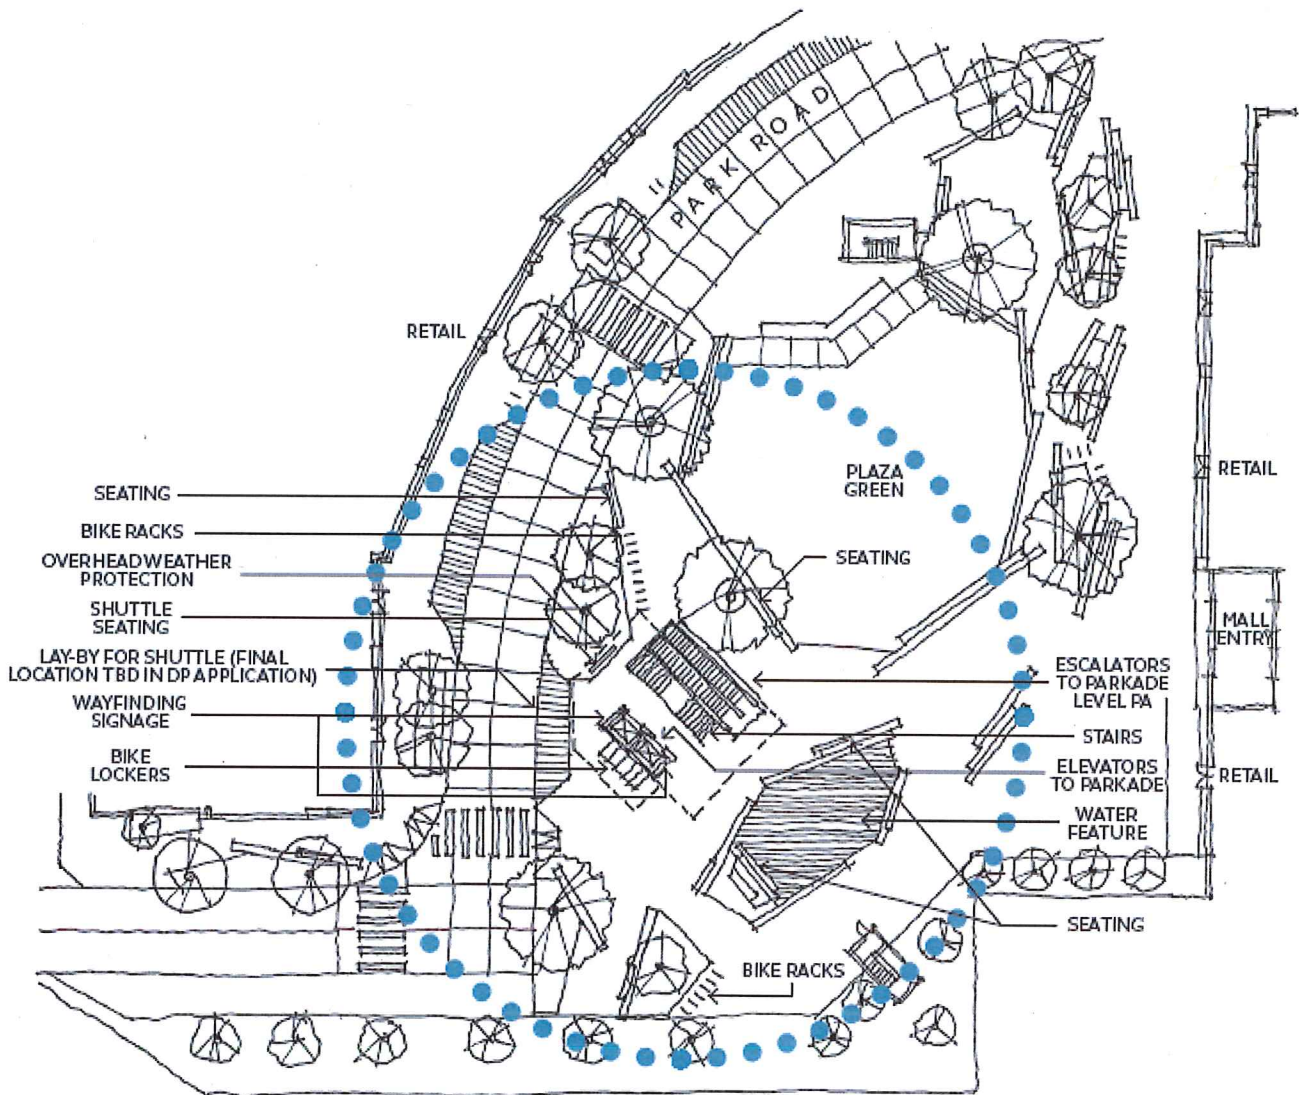 PARK ROAD
RETAIL
PLAZA
GREEN
RETAIL
SEATING
BIKE RACKS
OVERHEAD WEATHER
PROTECTION
SEATING
SHUTTLE
SEATING
MALL
ENTRY
LAY-BY FOR SHUTTLE (FINAL
LOCATION TBD IN DP APPLICATION)
ESCALATORS
TO PARKADE
LEVEL PA
WAYFINDING
SIGNAGE
STAIRS
BIKE
LOCKERS
ELEVATORS
TO PARKADE
RETAIL
WATER
FEATURE
SEATING
BIKE RACKS